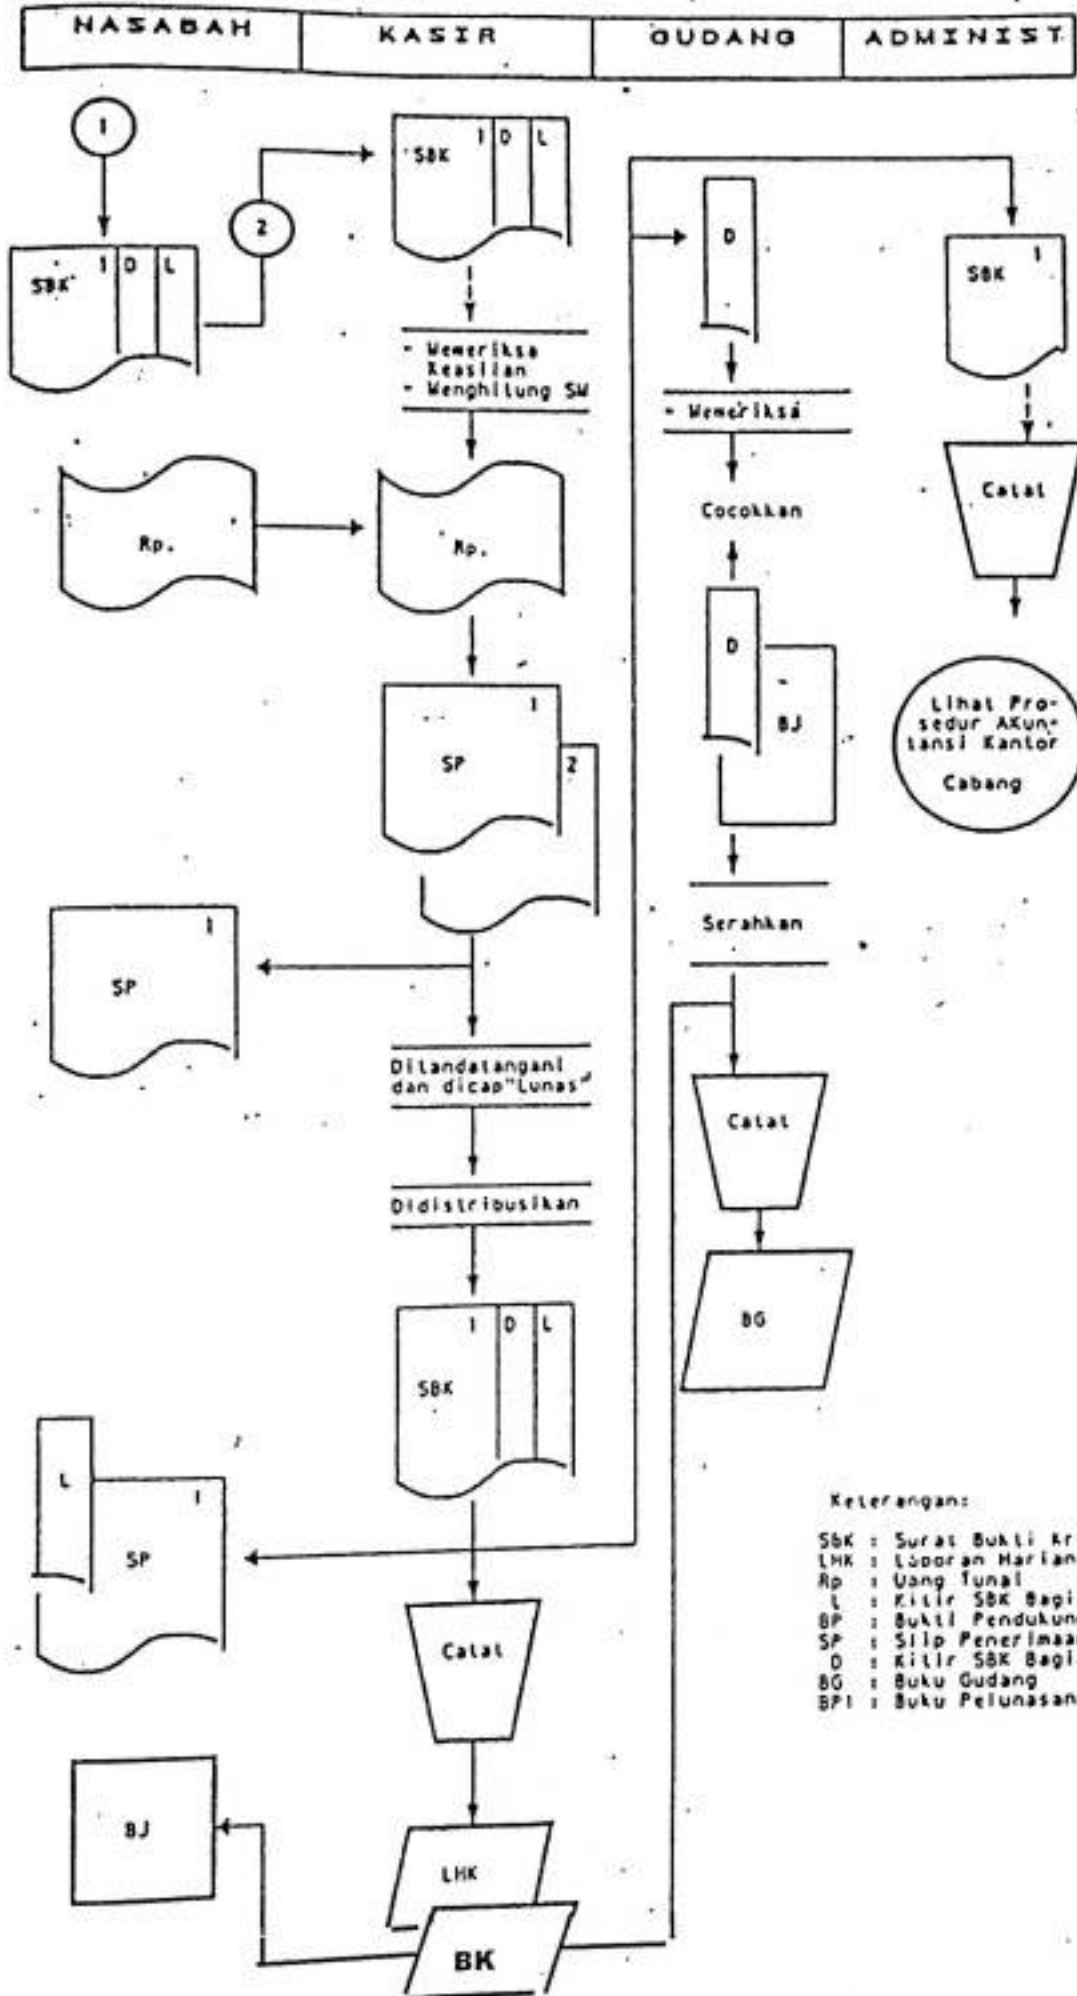 NASABAH
KASIR
GUDANG
ADMINIST
1
2
SBK
1
D
L
SBK
1
D
L
- Memeriksa
Keaslian
- Menghitung SM
Rp.
Rp.
SP
1
2
SP
1
Ditandatangani
dan dicap "Lunas"
Didistribusikan
SBK
1
D
L
L
SP
1
Catat
BJ
LHK
BK
D
- Memeriksa
Cocokkan
D
BJ
Serahkan
Catat
BG
SBK
1
Catat
Lihat Pro-
sedur Akun-
tansi Kantor
Cabang
Keterangan:
SBK : Surat Bukti Kr
LHK : Laporan Harian
Rp : Uang Tunai
L : Kitir SBK Bagi
BP : Bukti Pendukun
SP : Slip Penerimaa
D : Kitir SBK Bagi
BG : Buku Gudang
BPI : Buku Pelunasan